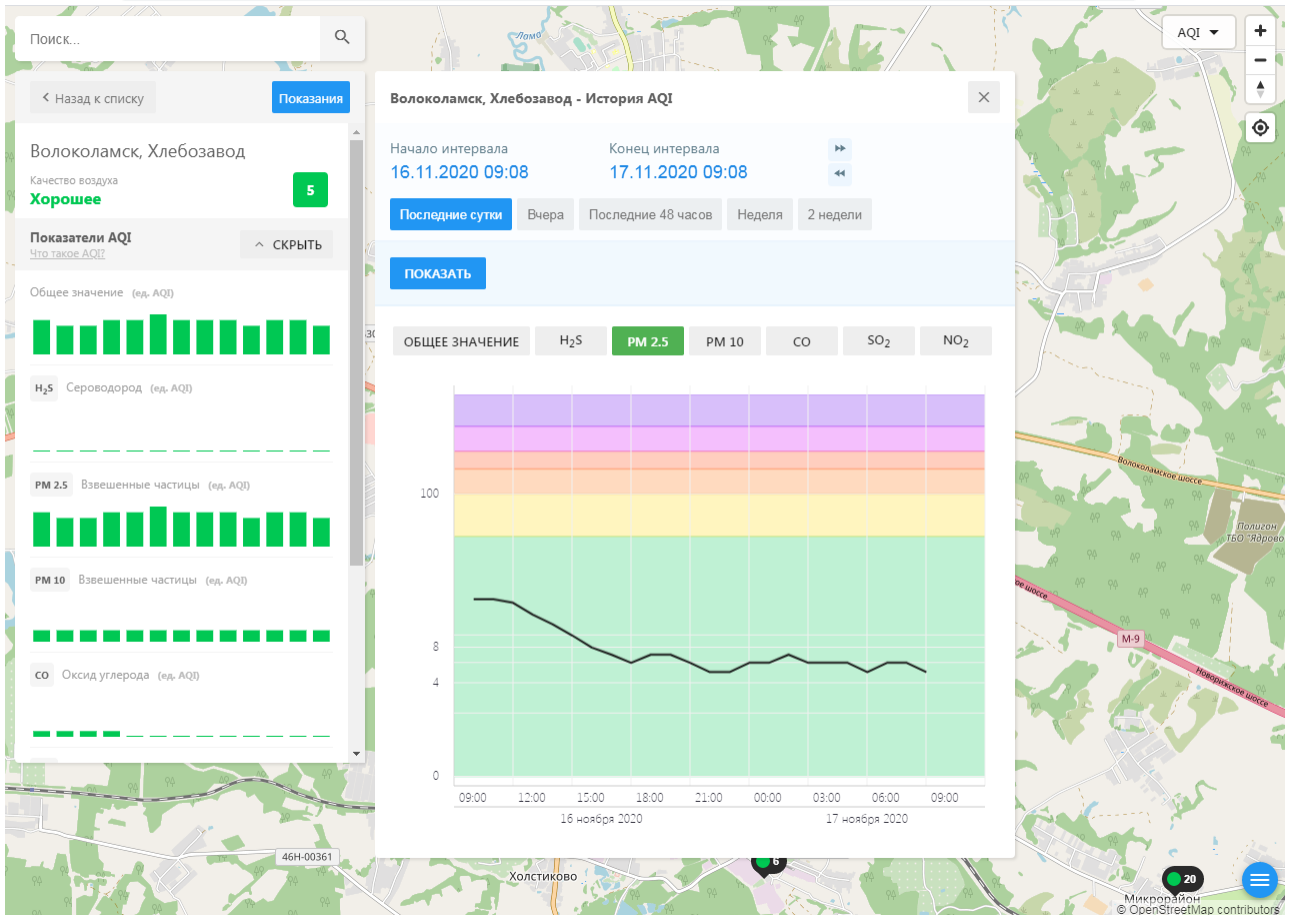 Поиск...
Ломо
AQI
Назад к списку
Показания
Волоколамск, Хлебозавод - История AQI
Волоколамск, Хлебозавод
Качество воздуха
Хорошее
5
Начало интервала
Конец интервала
16.11.2020 09:08
17.11.2020 09:08
Последние сутки
Вчера
Последние 48 часов
Неделя
2 недели
Показатели AQI
Что такое AQI?
СКРЫТЬ
ПОКАЗАТЬ
Общее значение (ед. AQI)
ОБЩЕЕ ЗНАЧЕНИЕ
H2S
PM 2.5
PM 10
CO
SO2
NO2
H2S Сероводород (ед. AQI)
PM 2.5 Взвешенные частицы (ед. AQI)
PM 10 Взвешенные частицы (ед. AQI)
CO Оксид углерода (ед. AQI)
100
8
4
0
09:00
12:00
15:00
18:00
21:00
00:00
03:00
06:00
09:00
16 ноября 2020
17 ноября 2020
Волоколамское шоссе
Полигон
ТБО "Ядрово
ое шоссе
М-9
Новорижское шоссе
46Н-00361
Холстиково
6
20
Микрорайон
© OpenStreetMap contributors